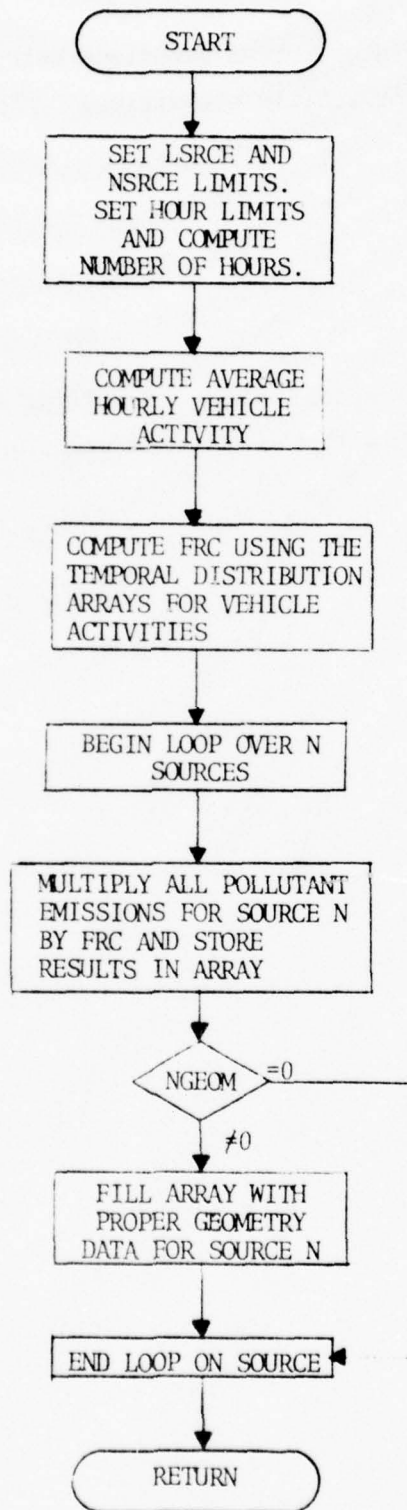 START
SET LSRCE AND
NSRCE LIMITS.
SET HOUR LIMITS
AND COMPUTE
NUMBER OF HOURS.
COMPUTE AVERAGE
HOURLY VEHICLE
ACTIVITY
COMPUTE FRC USING THE
TEMPORAL DISTRIBUTION
ARRAYS FOR VEHICLE
ACTIVITIES
BEGIN LOOP OVER N
SOURCES
MULTIPLY ALL POLLUTANT
EMISSIONS FOR SOURCE N
BY FRC AND STORE
RESULTS IN ARRAY
NGEOM
=0
≠0
FILL ARRAY WITH
PROPER GEOMETRY
DATA FOR SOURCE N
END LOOP ON SOURCE
RETURN